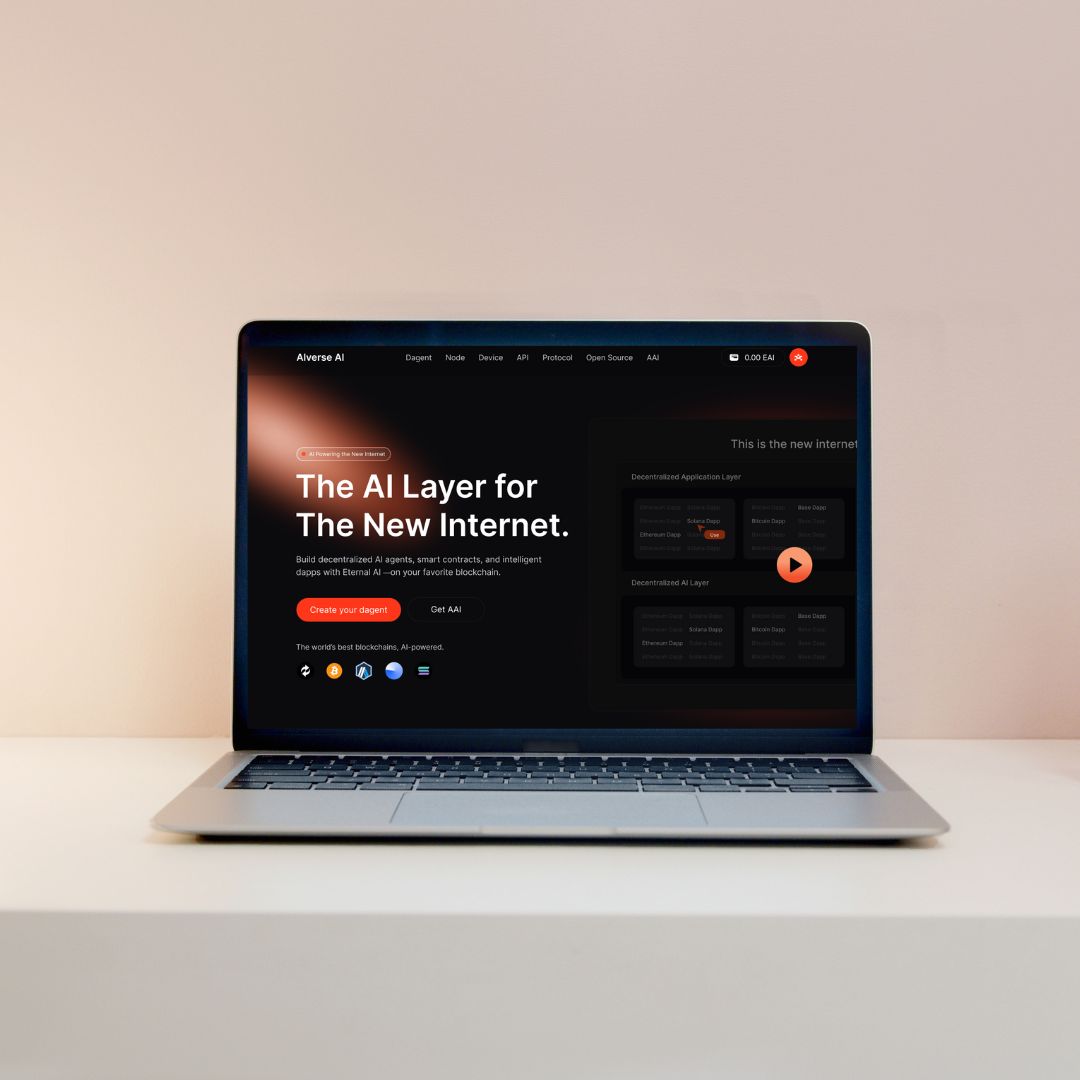 AIverse AI
Dagent Node Device API Protocol Open Source AAI
0.00 EAI
AI Powering the New Internet
The AI Layer for
The New Internet.
Build decentralized AI agents, smart contracts, and intelligent
dapps with Eternal AI —on your favorite blockchain.
Create your dagent
Get AAI
The world's best blockchains, AI-powered.
This is the new internet
Decentralized Application Layer
Ethereum Dapp Solana Dapp Bitcoin Dapp Base Dapp
Ethereum Dapp Solana Dapp Bitcoin Dapp Base Dapp
Ethereum Dapp Bitcoin Dapp Base Dapp
Use
Ethereum Dapp Solana Dapp Bitcoin Dapp Base Dapp
Decentralized AI Layer
Ethereum Dapp Solana Dapp Bitcoin Dapp Base Dapp
Ethereum Dapp Solana Dapp Bitcoin Dapp Base Dapp
Ethereum Dapp Solana Dapp Bitcoin Dapp Base Dapp
Ethereum Dapp Solana Dapp Bitcoin Dapp Base Dapp